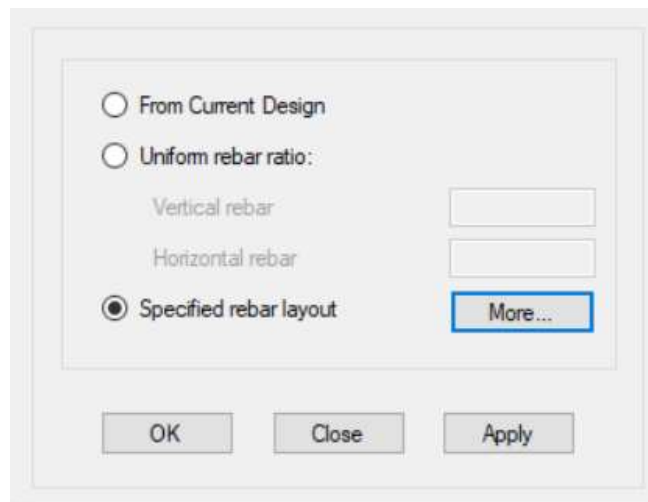 From Current Design
Uniform rebar ratio:
Vertical rebar
Horizontal rebar
Specified rebar layout More...
OK Close Apply